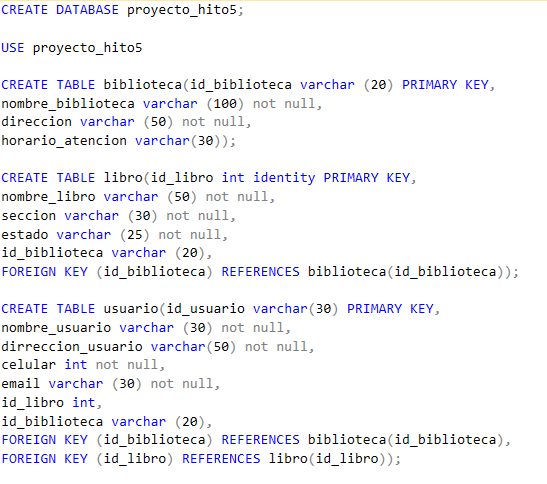 CREATE DATABASE proyecto_hito5;
USE proyecto_hito5
CREATE TABLE biblioteca(id_biblioteca varchar (20) PRIMARY KEY,
nombre_biblioteca varchar (100) not null,
direccion varchar (50) not null,
horario_atencion varchar(30));
CREATE TABLE libro(id_libro int identity PRIMARY KEY,
nombre_libro varchar (50) not null,
seccion varchar (30) not null,
estado varchar (25) not null,
id_biblioteca varchar (20),
FOREIGN KEY (id_biblioteca) REFERENCES biblioteca(id_biblioteca));
CREATE TABLE usuario(id_usuario varchar(30) PRIMARY KEY,
nombre_usuario varchar (30) not null,
dirreccion_usuario varchar(50) not null,
celular int not null,
email varchar (30) not null,
id_libro int,
id_biblioteca varchar (20),
FOREIGN KEY (id_biblioteca) REFERENCES biblioteca(id_biblioteca),
FOREIGN KEY (id_libro) REFERENCES libro(id_libro));